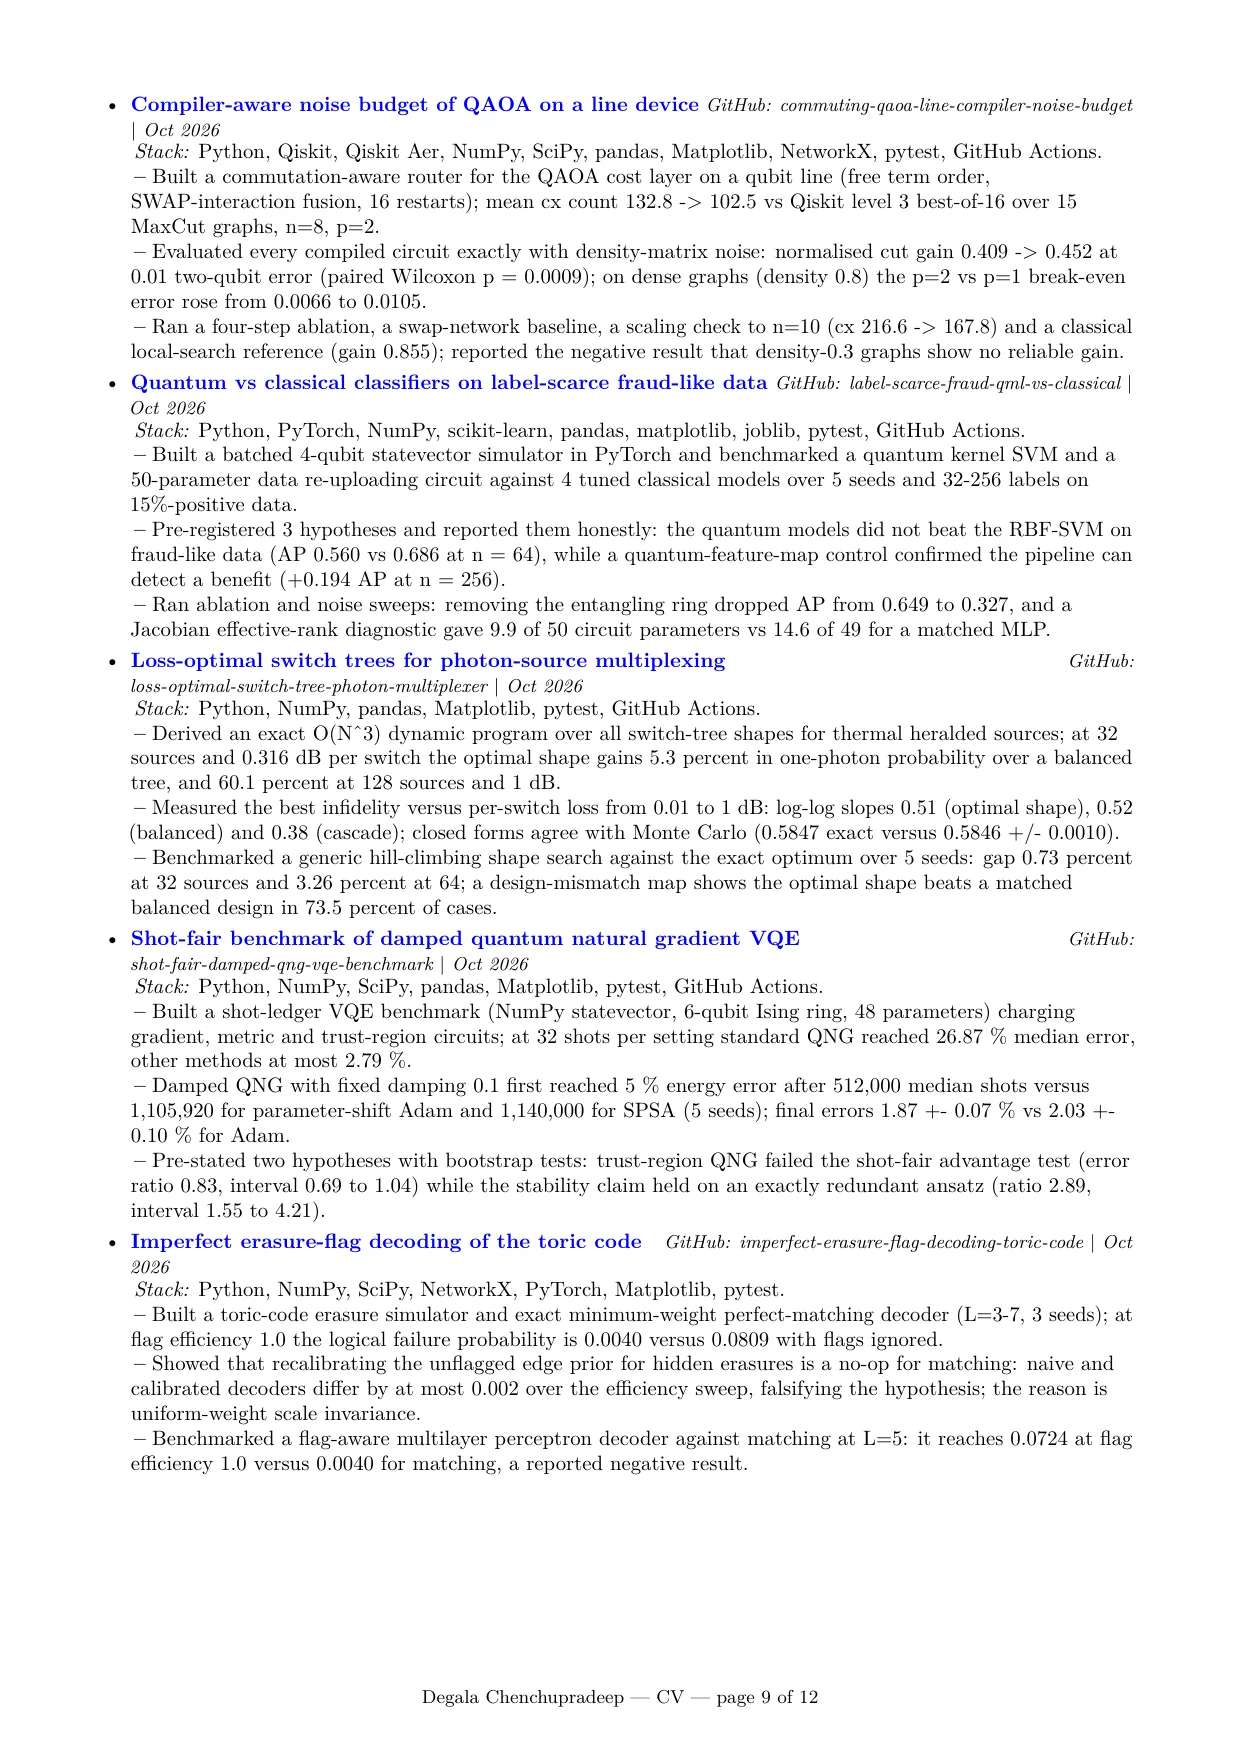 • Compiler-aware noise budget of QAOA on a line device GitHub: commuting-qaoa-line-compiler-noise-budget
| Oct 2026
Stack: Python, Qiskit, Qiskit Aer, NumPy, SciPy, pandas, Matplotlib, NetworkX, pytest, GitHub Actions.
– Built a commutation-aware router for the QAOA cost layer on a qubit line (free term order,
SWAP-interaction fusion, 16 restarts); mean cx count 132.8 -> 102.5 vs Qiskit level 3 best-of-16 over 15
MaxCut graphs, n=8, p=2.
– Evaluated every compiled circuit exactly with density-matrix noise: normalised cut gain 0.409 -> 0.452 at
0.01 two-qubit error (paired Wilcoxon p = 0.0009); on dense graphs (density 0.8) the p=2 vs p=1 break-even
error rose from 0.0066 to 0.0105.
– Ran a four-step ablation, a swap-network baseline, a scaling check to n=10 (cx 216.6 -> 167.8) and a classical
local-search reference (gain 0.855); reported the negative result that density-0.3 graphs show no reliable gain.
• Quantum vs classical classifiers on label-scarce fraud-like data GitHub: label-scarce-fraud-qml-vs-classical |
Oct 2026
Stack: Python, PyTorch, NumPy, scikit-learn, pandas, matplotlib, joblib, pytest, GitHub Actions.
– Built a batched 4-qubit statevector simulator in PyTorch and benchmarked a quantum kernel SVM and a
50-parameter data re-uploading circuit against 4 tuned classical models over 5 seeds and 32-256 labels on
15%-positive data.
– Pre-registered 3 hypotheses and reported them honestly: the quantum models did not beat the RBF-SVM on
fraud-like data (AP 0.560 vs 0.686 at n = 64), while a quantum-feature-map control confirmed the pipeline can
detect a benefit (+0.194 AP at n = 256).
– Ran ablation and noise sweeps: removing the entangling ring dropped AP from 0.649 to 0.327, and a
Jacobian effective-rank diagnostic gave 9.9 of 50 circuit parameters vs 14.6 of 49 for a matched MLP.
• Loss-optimal switch trees for photon-source multiplexing GitHub:
loss-optimal-switch-tree-photon-multiplexer | Oct 2026
Stack: Python, NumPy, pandas, Matplotlib, pytest, GitHub Actions.
– Derived an exact O(Nˆ3) dynamic program over all switch-tree shapes for thermal heralded sources; at 32
sources and 0.316 dB per switch the optimal shape gains 5.3 percent in one-photon probability over a balanced
tree, and 60.1 percent at 128 sources and 1 dB.
– Measured the best infidelity versus per-switch loss from 0.01 to 1 dB: log-log slopes 0.51 (optimal shape), 0.52
(balanced) and 0.38 (cascade); closed forms agree with Monte Carlo (0.5847 exact versus 0.5846 +/- 0.0010).
– Benchmarked a generic hill-climbing shape search against the exact optimum over 5 seeds: gap 0.73 percent
at 32 sources and 3.26 percent at 64; a design-mismatch map shows the optimal shape beats a matched
balanced design in 73.5 percent of cases.
• Shot-fair benchmark of damped quantum natural gradient VQE GitHub:
shot-fair-damped-qng-vqe-benchmark | Oct 2026
Stack: Python, NumPy, SciPy, pandas, Matplotlib, pytest, GitHub Actions.
– Built a shot-ledger VQE benchmark (NumPy statevector, 6-qubit Ising ring, 48 parameters) charging
gradient, metric and trust-region circuits; at 32 shots per setting standard QNG reached 26.87 % median error,
other methods at most 2.79 %.
– Damped QNG with fixed damping 0.1 first reached 5 % energy error after 512,000 median shots versus
1,105,920 for parameter-shift Adam and 1,140,000 for SPSA (5 seeds); final errors 1.87 +- 0.07 % vs 2.03 +-
0.10 % for Adam.
– Pre-stated two hypotheses with bootstrap tests: trust-region QNG failed the shot-fair advantage test (error
ratio 0.83, interval 0.69 to 1.04) while the stability claim held on an exactly redundant ansatz (ratio 2.89,
interval 1.55 to 4.21).
• Imperfect erasure-flag decoding of the toric code GitHub: imperfect-erasure-flag-decoding-toric-code | Oct
2026
Stack: Python, NumPy, SciPy, NetworkX, PyTorch, Matplotlib, pytest.
– Built a toric-code erasure simulator and exact minimum-weight perfect-matching decoder (L=3-7, 3 seeds); at
flag efficiency 1.0 the logical failure probability is 0.0040 versus 0.0809 with flags ignored.
– Showed that recalibrating the unflagged edge prior for hidden erasures is a no-op for matching: naive and
calibrated decoders differ by at most 0.002 over the efficiency sweep, falsifying the hypothesis; the reason is
uniform-weight scale invariance.
– Benchmarked a flag-aware multilayer perceptron decoder against matching at L=5: it reaches 0.0724 at flag
efficiency 1.0 versus 0.0040 for matching, a reported negative result.
Degala Chenchupradeep — CV — page 9 of 12